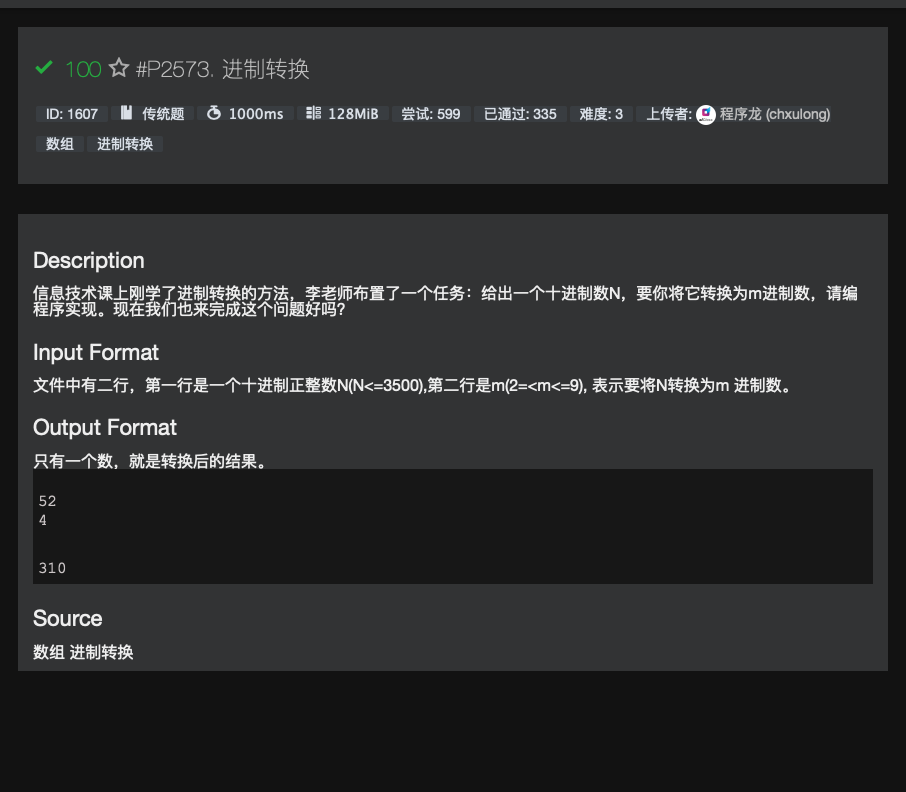 100 #P2573. 进制转换
ID: 1607 传统题 1000ms 128MiB 尝试: 599 已通过: 335 难度: 3 上传者: 程序龙 (chxulong)
数组 进制转换
Description
信息技术课上刚学了进制转换的方法，李老师布置了一个任务：给出一个十进制数N，要你将它转换为m进制数，请编
程序实现。现在我们也来完成这个问题好吗?
Input Format
文件中有二行，第一行是一个十进制正整数N(N<=3500),第二行是m(2=<m<=9), 表示要将N转换为m 进制数。
Output Format
只有一个数，就是转换后的结果。
52
4
310
Source
数组 进制转换